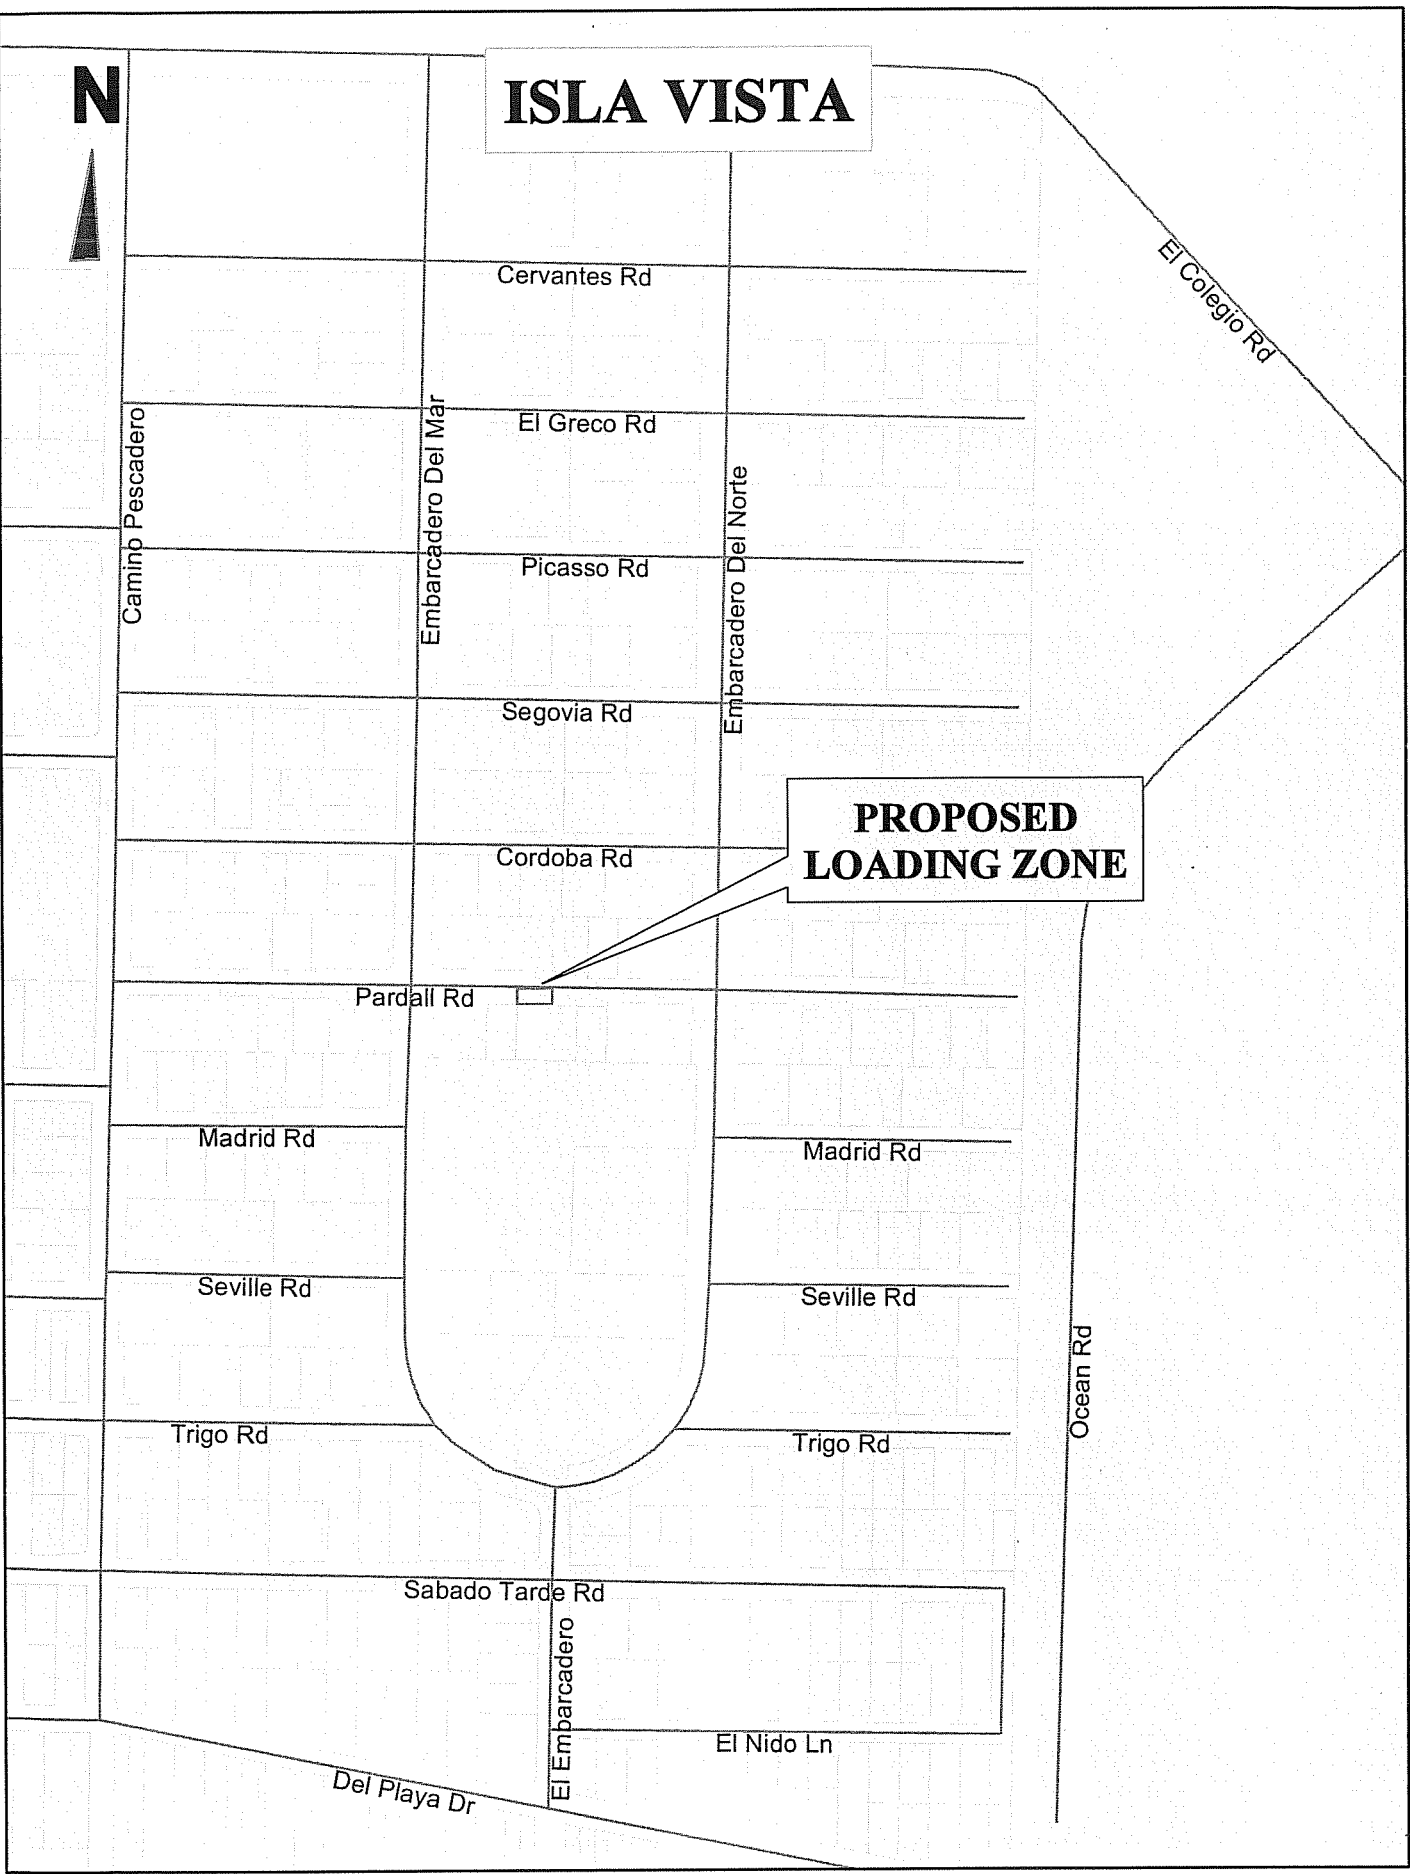 N
ISLA VISTA
Cervantes Rd
El Colegio Rd
El Greco Rd
Camino Pescadero
Embarcadero Del Mar
Embarcadero Del Norte
Picasso Rd
Segovia Rd
PROPOSED
LOADING ZONE
Cordoba Rd
Pardall Rd
Madrid Rd
Madrid Rd
Seville Rd
Seville Rd
Ocean Rd
Trigo Rd
Trigo Rd
Sabado Tarde Rd
El Embarcadero
El Nido Ln
Del Playa Dr